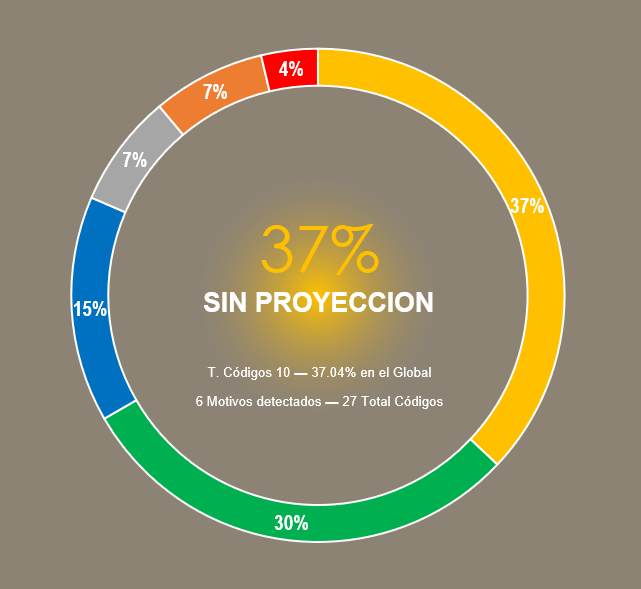 4%
7%
7%
37%
37%
SIN PROYECCION
15%
T. Códigos 10 — 37.04% en el Global
6 Motivos detectados — 27 Total Códigos
30%